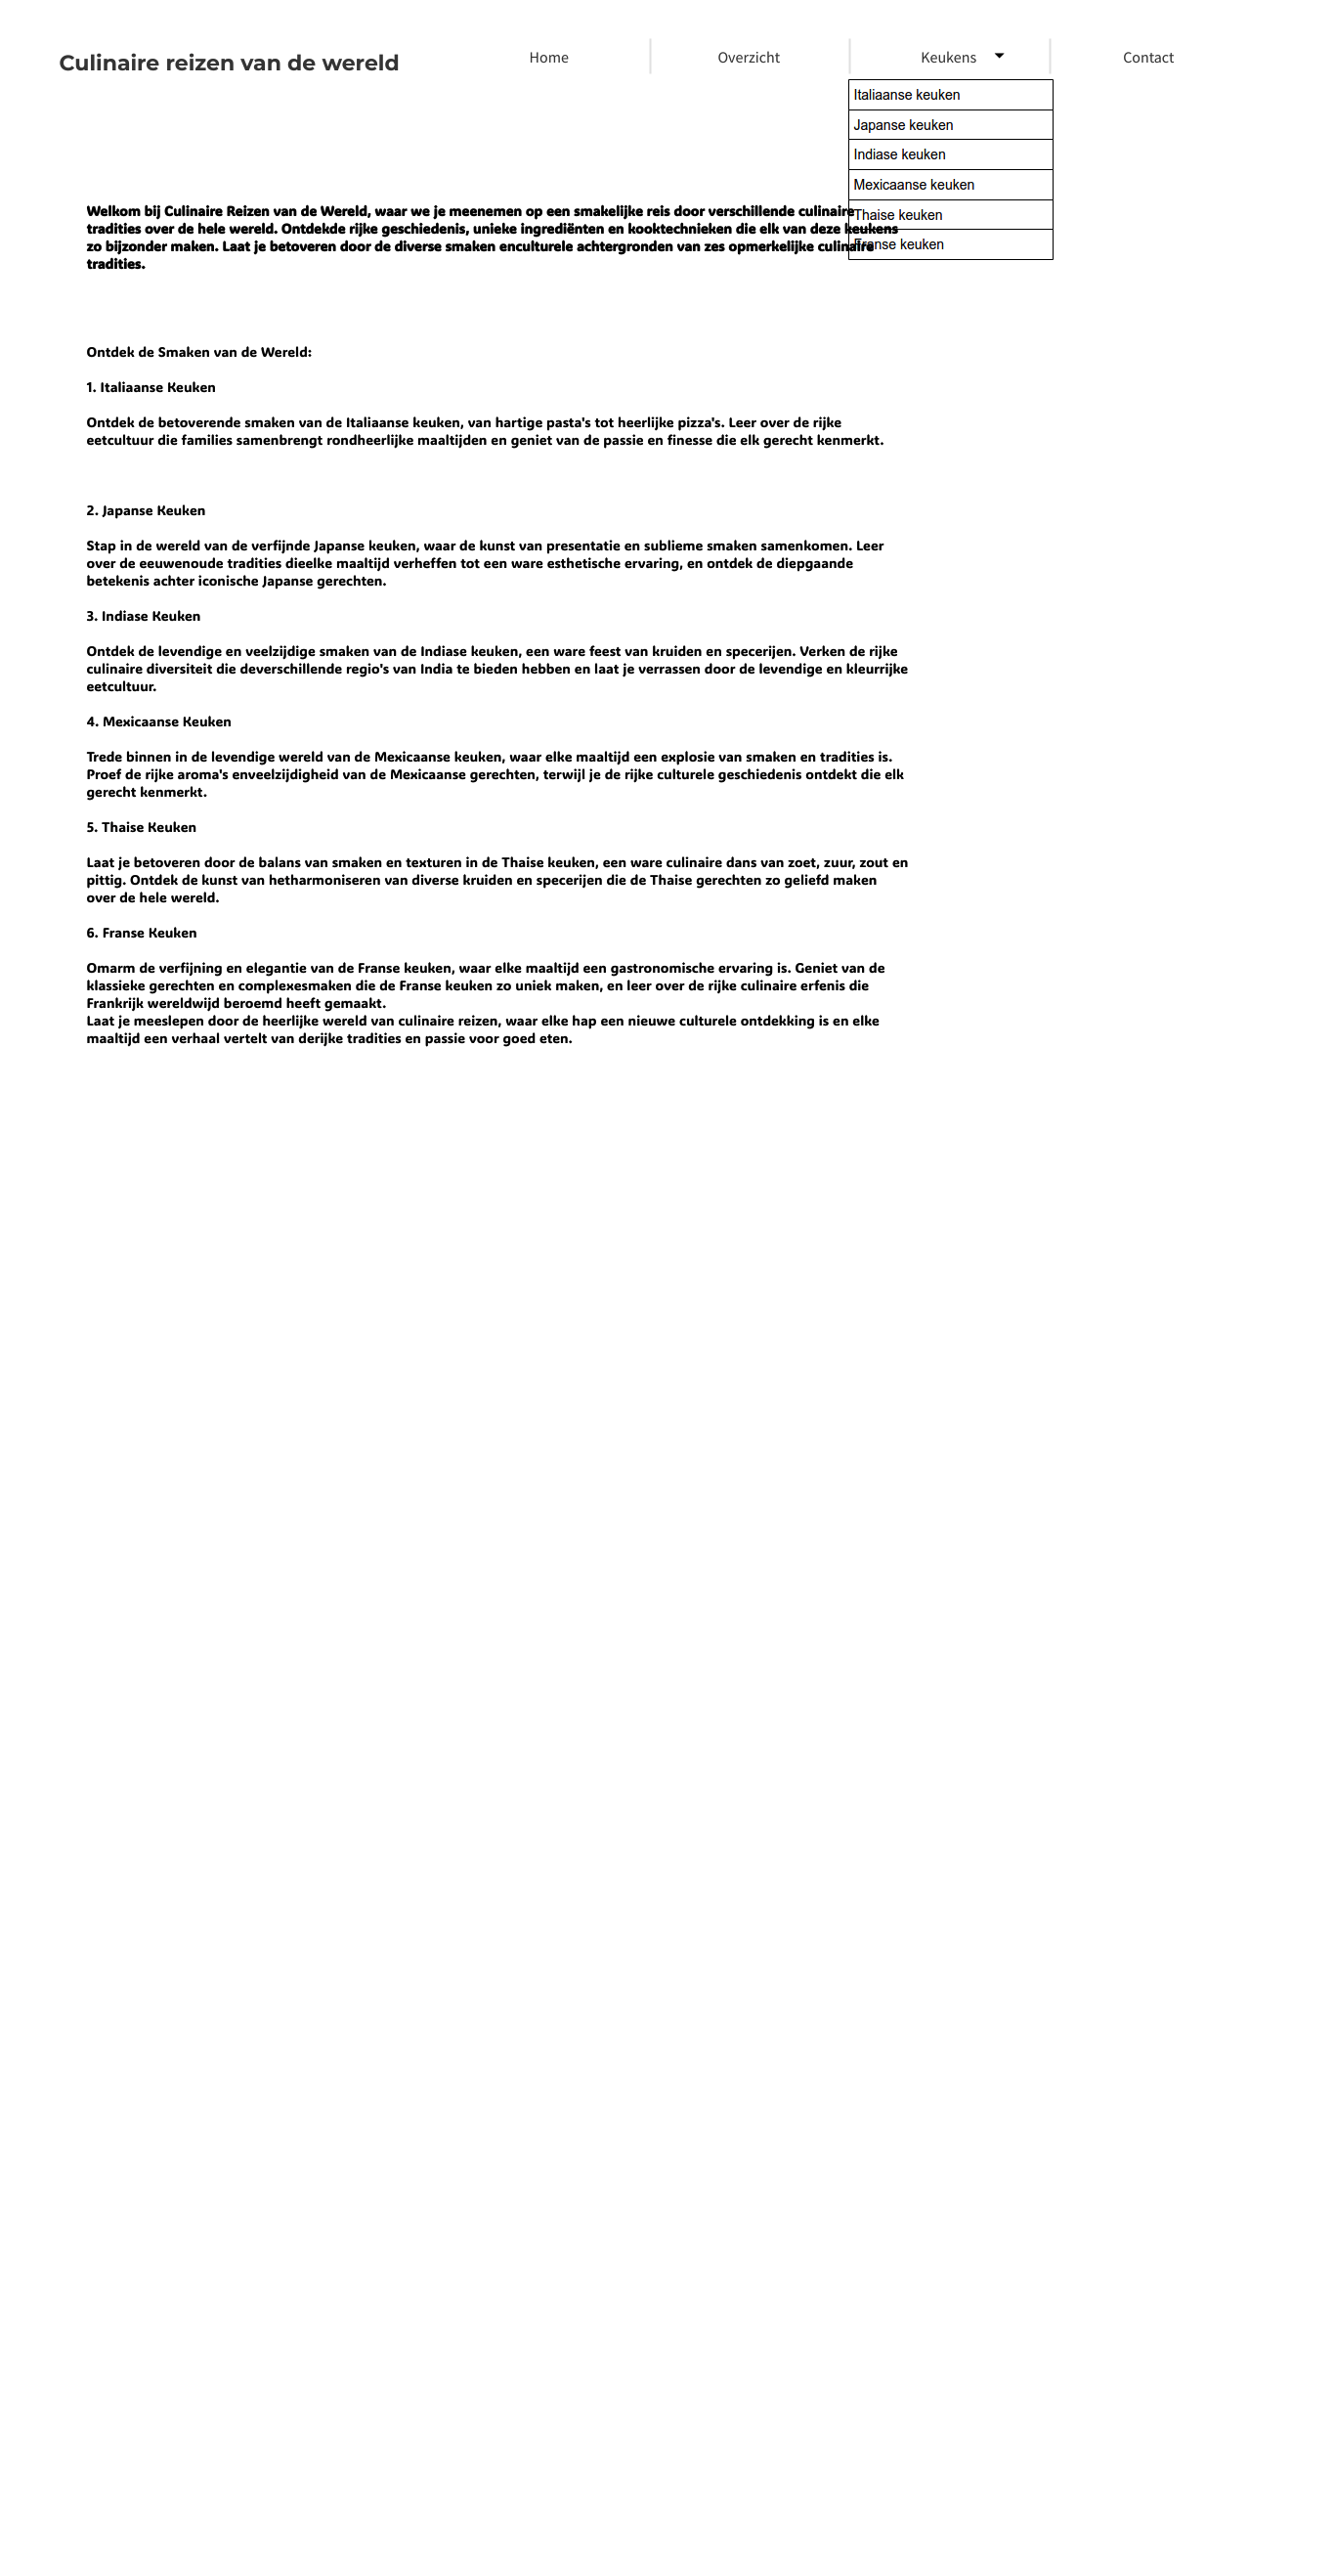 Culinaire reizen van de wereld
Home
Overzicht
Keukens
Contact
Italiaanse keuken
Japanse keuken
Indiase keuken
Mexicaanse keuken
Thaise keuken
Franse keuken
Welkom bij Culinaire Reizen van de Wereld, waar we je meenemen op een smakelijke reis door verschillende culinaire
tradities over de hele wereld. Ontdekde rijke geschiedenis, unieke ingrediënten en kooktechnieken die elk van deze keukens
zo bijzonder maken. Laat je betoveren door de diverse smaken enculturele achtergronden van zes opmerkelijke culinaire
tradities.
Ontdek de Smaken van de Wereld:
1. Italiaanse Keuken
Ontdek de betoverende smaken van de Italiaanse keuken, van hartige pasta's tot heerlijke pizza's. Leer over de rijke
eetcultuur die families samenbrengt rondheerlijke maaltijden en geniet van de passie en finesse die elk gerecht kenmerkt.
2. Japanse Keuken
Stap in de wereld van de verfijnde Japanse keuken, waar de kunst van presentatie en sublieme smaken samenkomen. Leer
over de eeuwenoude tradities dieelke maaltijd verheffen tot een ware esthetische ervaring, en ontdek de diepgaande
betekenis achter iconische Japanse gerechten.
3. Indiase Keuken
Ontdek de levendige en veelzijdige smaken van de Indiase keuken, een ware feest van kruiden en specerijen. Verken de rijke
culinaire diversiteit die deverschillende regio's van India te bieden hebben en laat je verrassen door de levendige en kleurrijke
eetcultuur.
4. Mexicaanse Keuken
Trede binnen in de levendige wereld van de Mexicaanse keuken, waar elke maaltijd een explosie van smaken en tradities is.
Proef de rijke aroma's enveelzijdigheid van de Mexicaanse gerechten, terwijl je de rijke culturele geschiedenis ontdekt die elk
gerecht kenmerkt.
5. Thaise Keuken
Laat je betoveren door de balans van smaken en texturen in de Thaise keuken, een ware culinaire dans van zoet, zuur, zout en
pittig. Ontdek de kunst van hetharmoniseren van diverse kruiden en specerijen die de Thaise gerechten zo geliefd maken
over de hele wereld.
6. Franse Keuken
Omarm de verfijning en elegantie van de Franse keuken, waar elke maaltijd een gastronomische ervaring is. Geniet van de
klassieke gerechten en complexesmaken die de Franse keuken zo uniek maken, en leer over de rijke culinaire erfenis die
Frankrijk wereldwijd beroemd heeft gemaakt.
Laat je meeslepen door de heerlijke wereld van culinaire reizen, waar elke hap een nieuwe culturele ontdekking is en elke
maaltijd een verhaal vertelt van derijke tradities en passie voor goed eten.